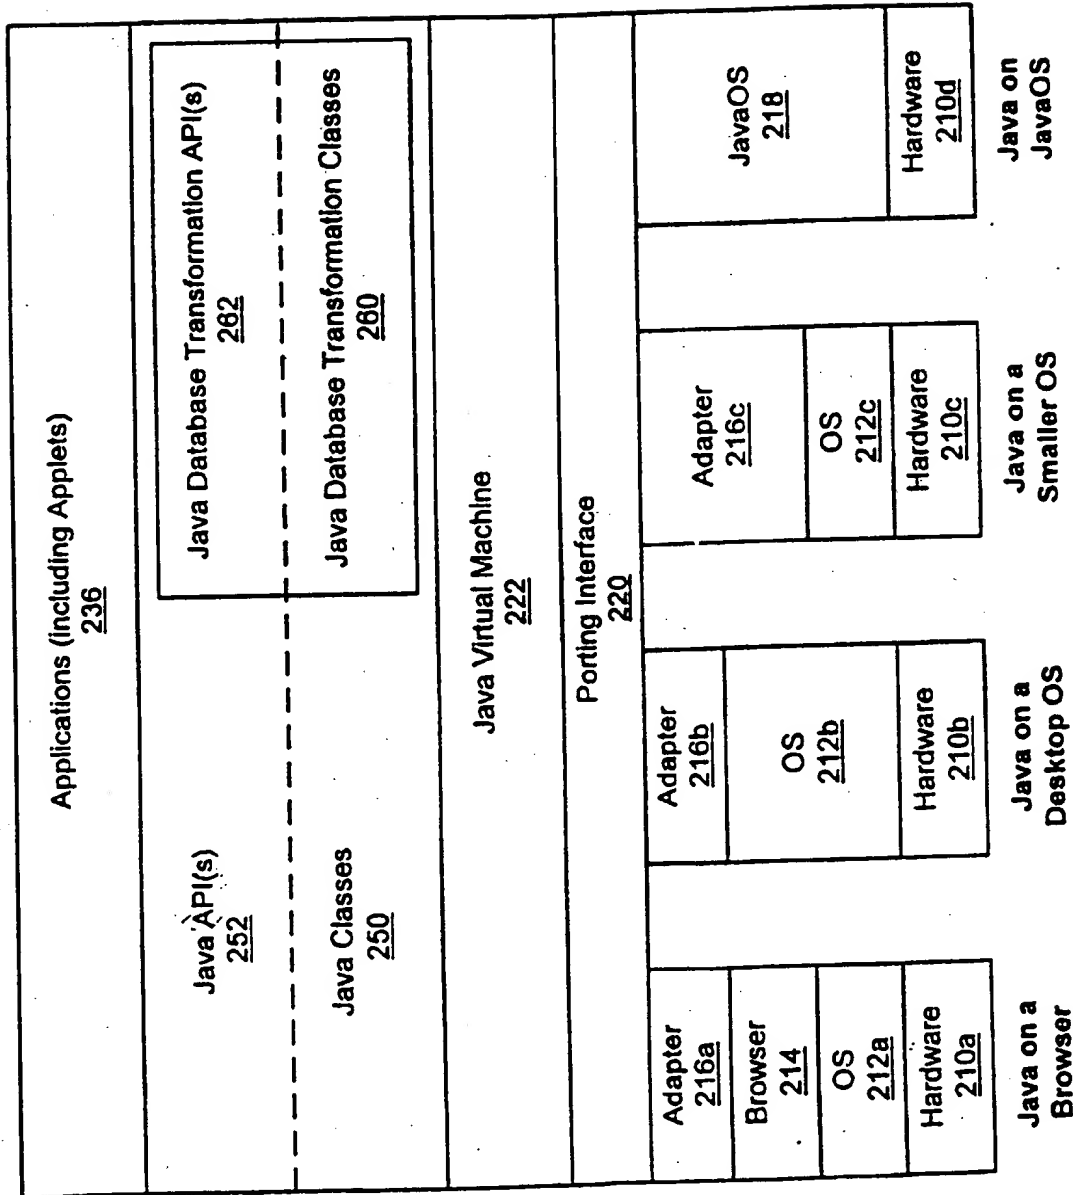 Applications (including Applets)
236
Java API(s)
252
Java Database Transformation API(s)
262
Java Classes
250
Java Database Transformation Classes
260
Java Virtual Machine
222
Porting Interface
220
Adapter
216a
Browser
214
OS
212a
Hardware
210a
Java on a
Browser
Adapter
216b
OS
212b
Hardware
210b
Java on a
Desktop OS
Adapter
216c
OS
212c
Hardware
210c
Java on a
Smaller OS
JavaOS
218
Hardware
210d
Java on
JavaOS